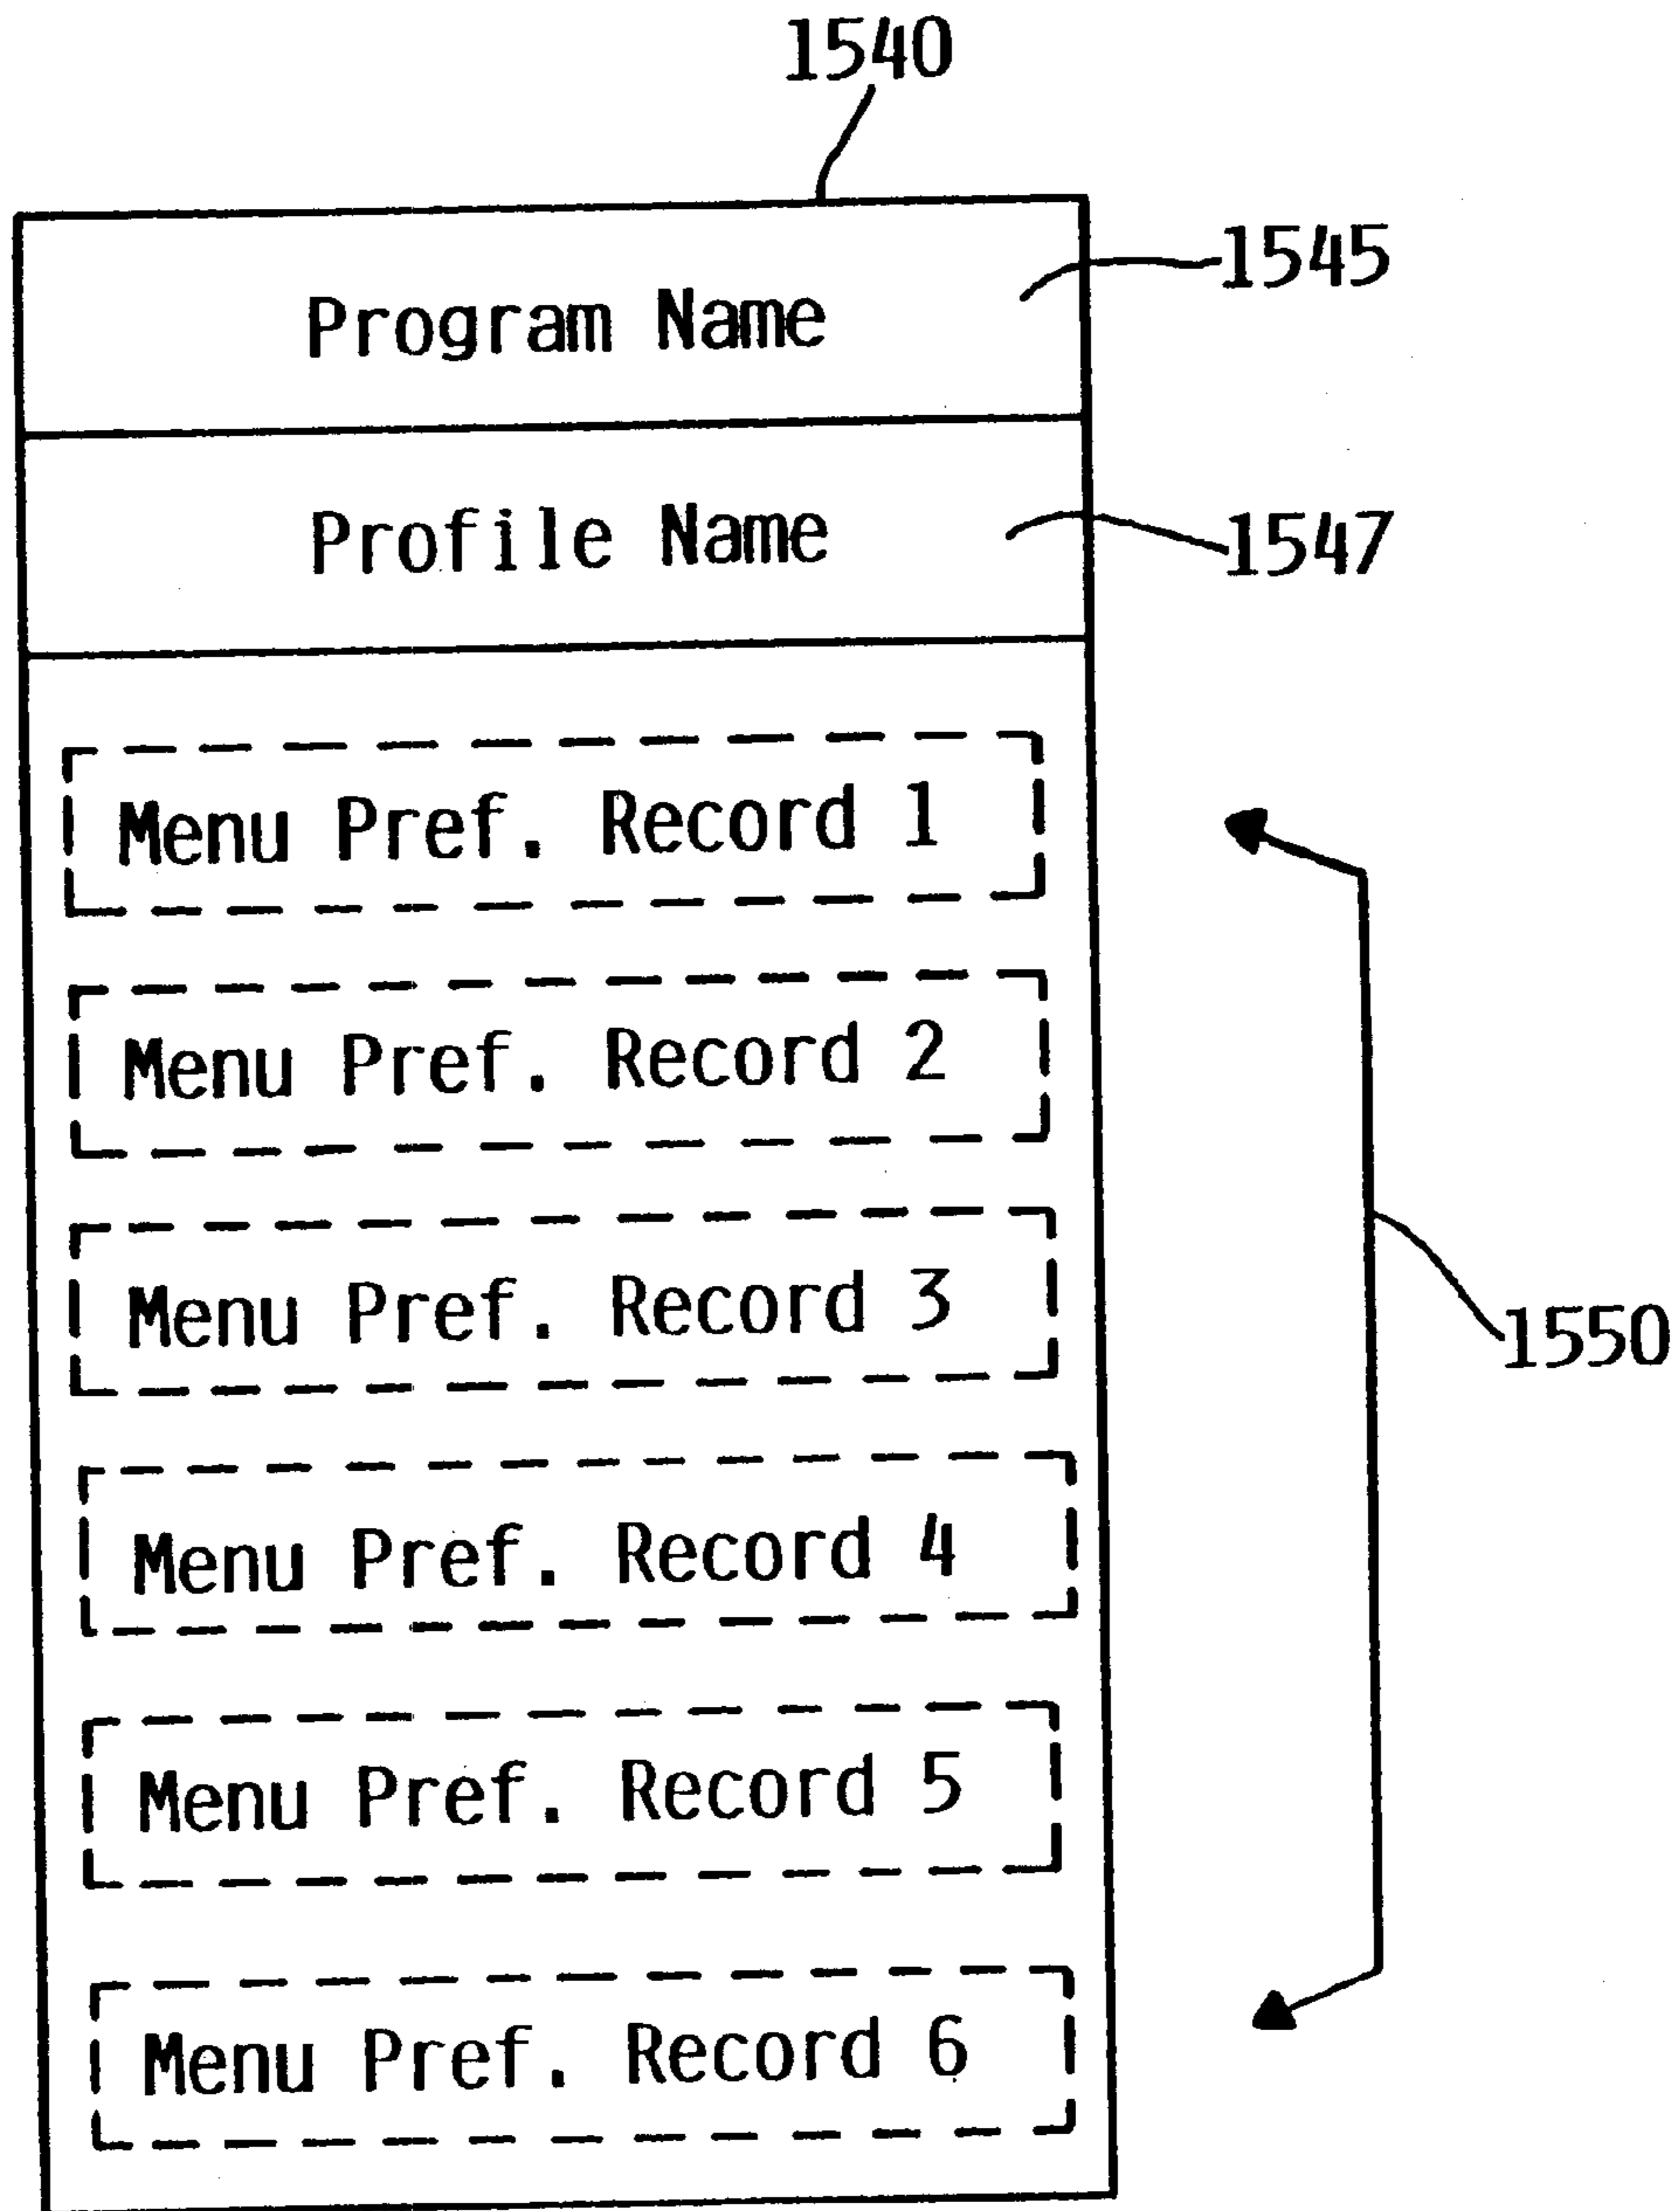 1540
1545
Program Name
Profile Name
1547
Menu Pref. Record 1
Menu Pref. Record 2
Menu Pref. Record 3
1550
Menu Pref. Record 4
Menu Pref. Record 5
Menu Pref. Record 6